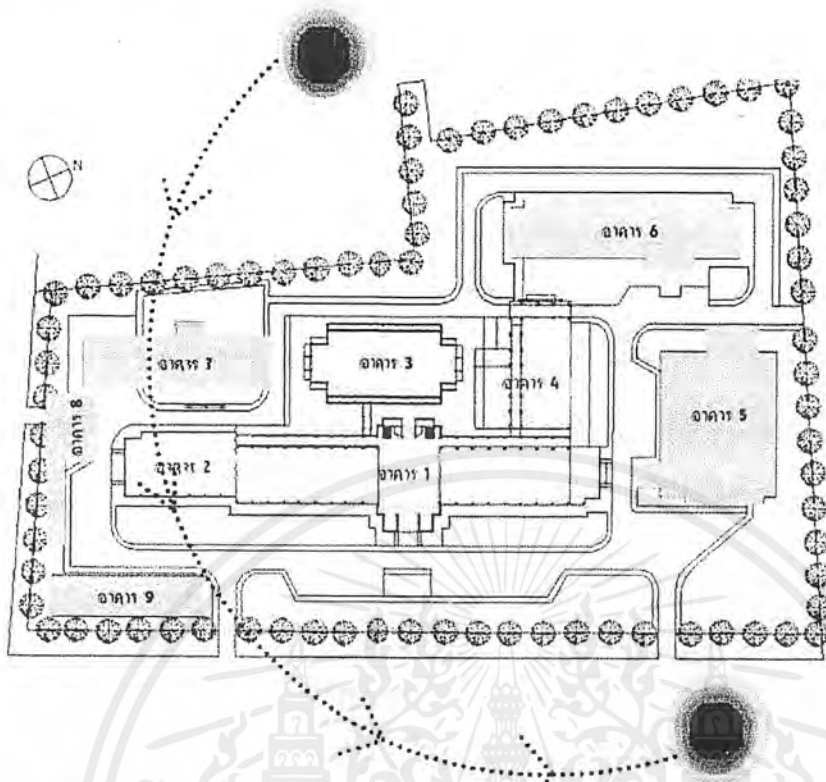 N
อาคาร 6
อาคาร 7
อาคาร 3
อาคาร 4
อาคาร 5
อาคาร 8
อาคาร 2
อาคาร 1
อาคาร 9